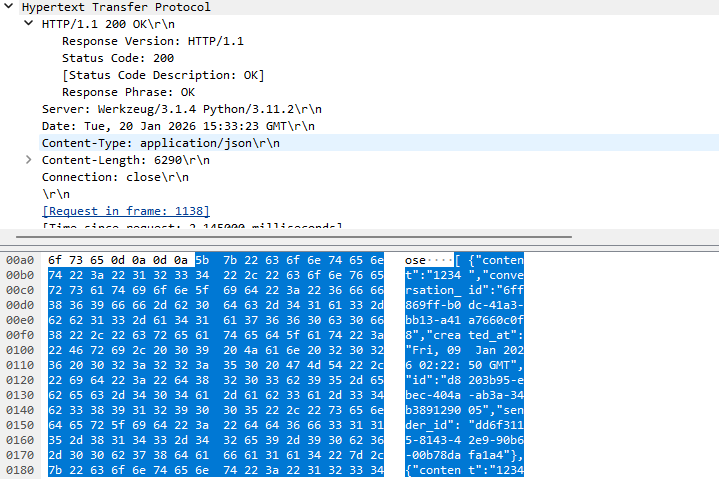 Hypertext Transfer Protocol
HTTP/1.1 200 OK\r\n
Response Version: HTTP/1.1
Status Code: 200
[Status Code Description: OK]
Response Phrase: OK
Server: Werkzeug/3.1.4 Python/3.11.2\r\n
Date: Tue, 20 Jan 2026 15:33:23 GMT\r\n
Content-Type: application/json\r\n
Content-Length: 6290\r\n
Connection: close\r\n
\r\n
[Request in frame: 1138]
[Time since request: 2.145000 milliseconds]
00a0 6f 73 65 0d 0a 0d 0a 5b 7b 22 63 6f 6e 74 65 6e ose····[ {"conten
00b0 74 22 3a 22 31 32 33 34 22 2c 22 63 6f 6e 76 65 t":"1234 ","conve
00c0 72 73 61 74 69 6f 6e 5f 69 64 22 3a 22 36 66 66 rsation_ id":"6ff
00d0 38 36 39 66 66 2d 62 30 64 63 2d 34 31 61 33 2d 869ff-b0 dc-41a3-
00e0 62 62 31 33 2d 61 34 31 61 37 36 36 30 63 30 66 bb13-a41 a7660c0f
00f0 38 22 2c 22 63 72 65 61 74 65 64 5f 61 74 22 3a 8","crea ted_at":
0100 22 46 72 69 2c 20 30 39 20 4a 61 6e 20 32 30 32 "Fri, 09  Jan 202
0110 36 20 30 32 3a 32 32 3a 35 30 20 47 4d 54 22 2c 6 02:22: 50 GMT",
0120 22 69 64 22 3a 22 64 38 32 30 33 62 39 35 2d 65 "id":"d8 203b95-e
0130 62 65 63 2d 34 30 34 61 2d 61 62 33 61 2d 33 34 bec-404a -ab3a-34
0140 62 33 38 39 31 32 39 30 30 35 22 2c 22 73 65 6e b3891290 05","sen
0150 64 65 72 5f 69 64 22 3a 22 64 64 36 66 33 31 31 der_id": "dd6f311
0160 35 2d 38 31 34 33 2d 34 32 65 39 2d 39 30 62 36 5-8143-4 2e9-90b6
0170 2d 30 30 62 37 38 64 61 66 61 31 61 34 22 7d 2c -00b78da fa1a4"},
0180 7b 22 63 6f 6e 74 65 6e 74 22 3a 22 31 32 33 34 {"conten t":"1234